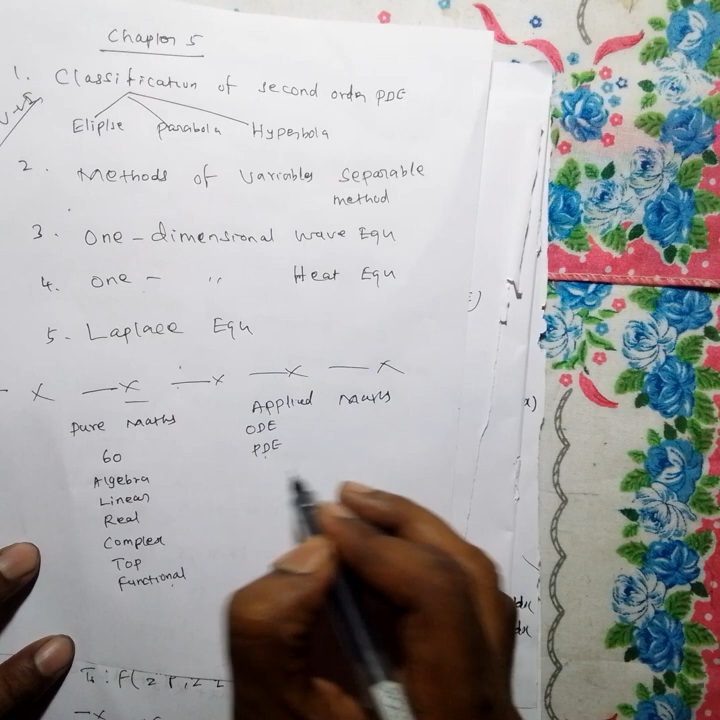 Chapter 5
1. Classification of second order PDE
Eliplse parabola Hyperbola
2. Methods of variables separable
method
3. One-dimensional wave Equ
4. One - " Heat Equ
5. Laplace Equ
— x — x — x — x — x
Pure Maths
60
Algebra
Linear
Real
Complex
Top
Functional
Applied Maths
ODE
PDE